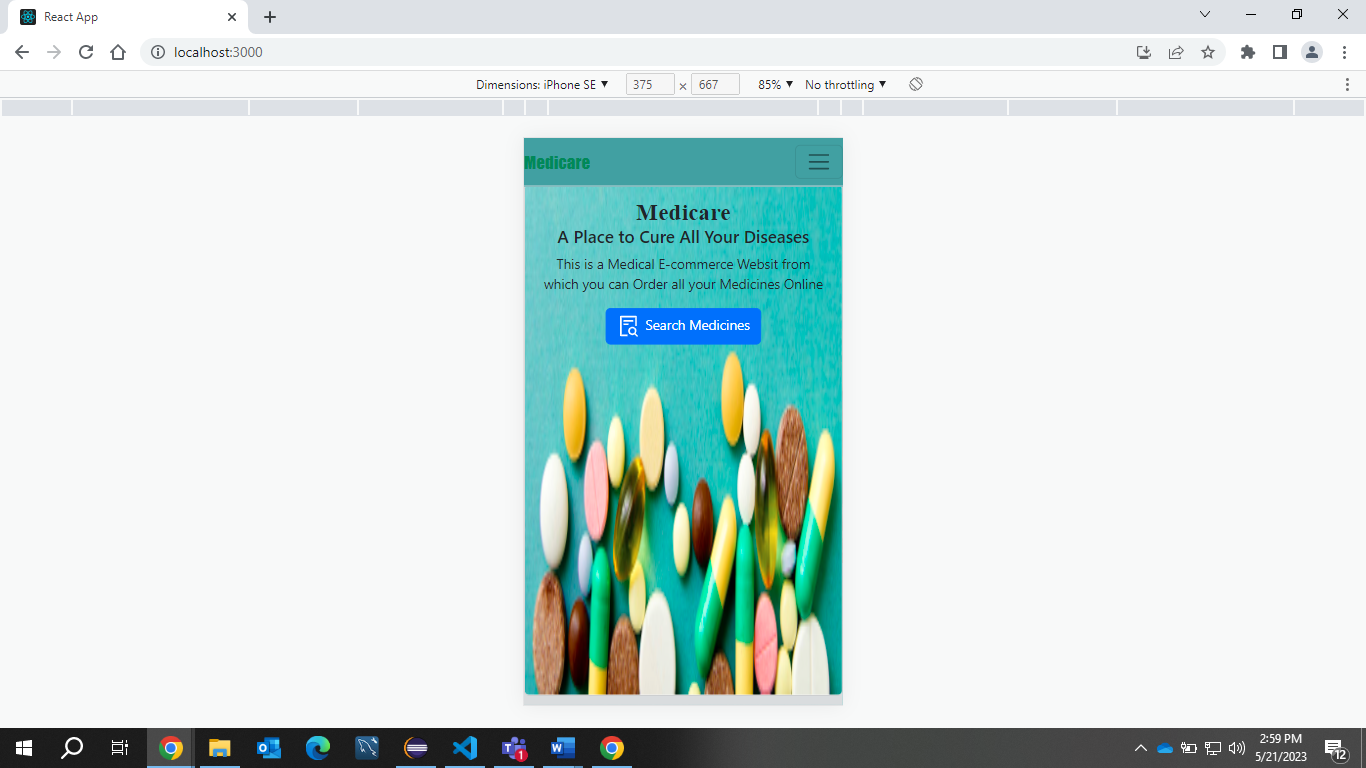 React App
localhost:3000
Dimensions: iPhone SE
375 × 667
85%
No throttling
Medicare
Medicare
A Place to Cure All Your Diseases
This is a Medical E-commerce Websit from
which you can Order all your Medicines Online
Search Medicines
1
2:59 PM
5/21/2023
12